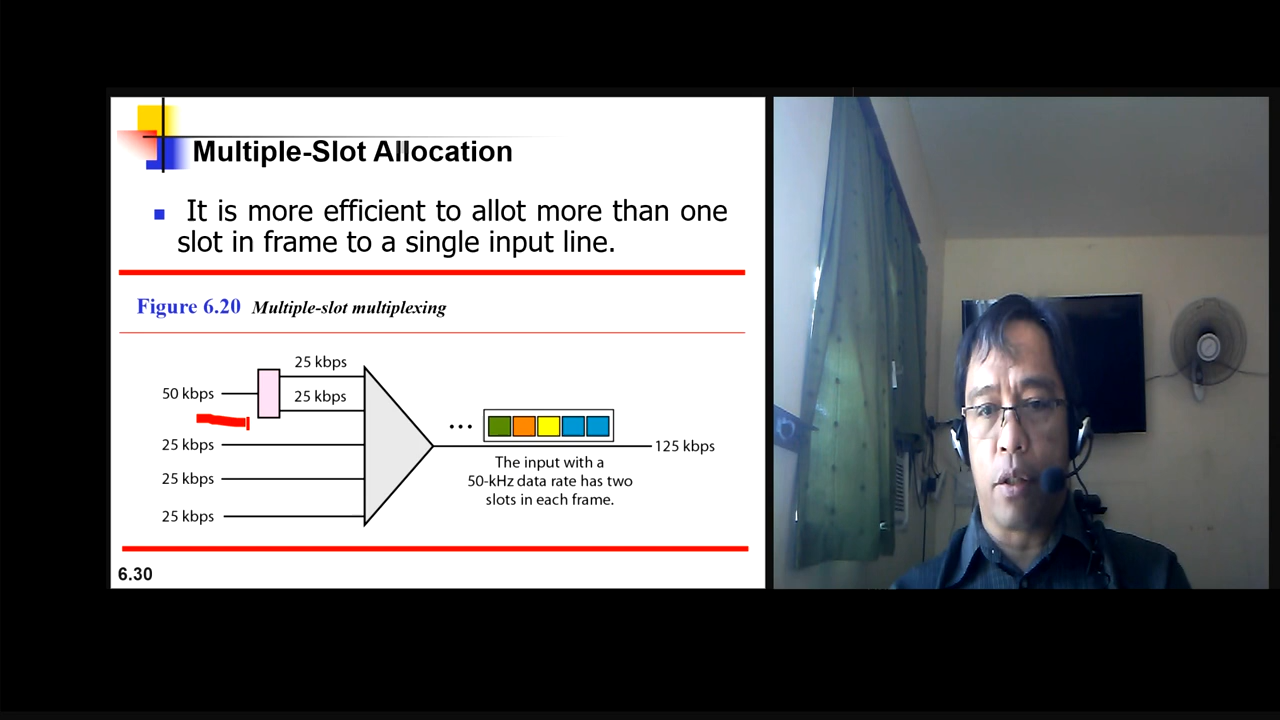 Multiple-Slot Allocation
It is more efficient to allot more than one
slot in frame to a single input line.
Figure 6.20 Multiple-slot multiplexing
25 kbps
50 kbps
25 kbps
25 kbps
25 kbps
25 kbps
125 kbps
The input with a
50-kHz data rate has two
slots in each frame.
6.30